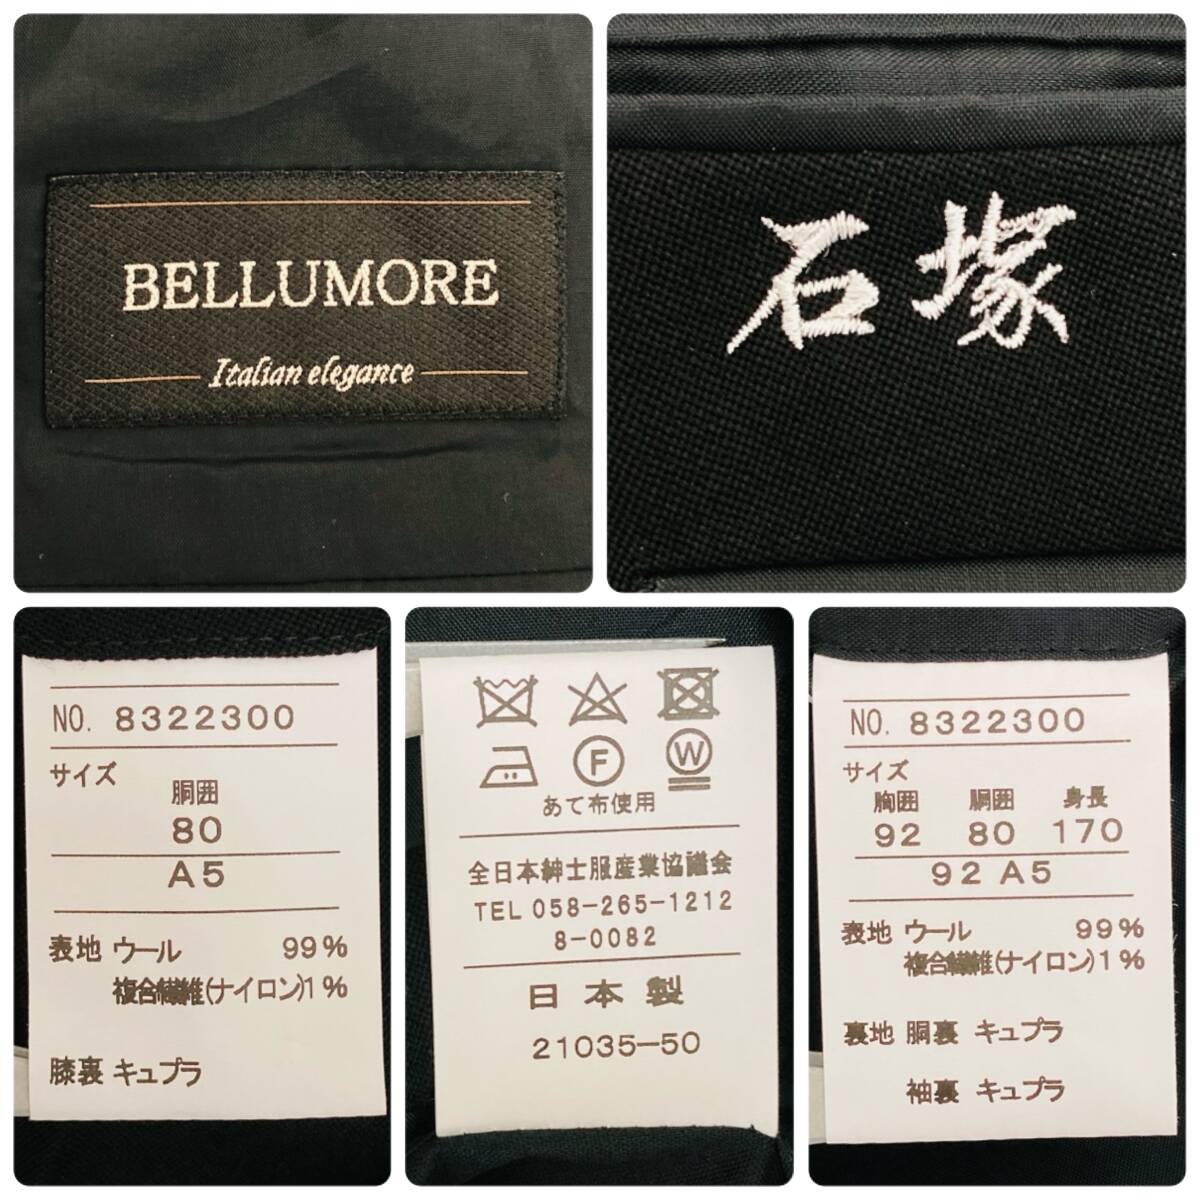 BELLUMORE
Italian elegance
石塚
NO. 8322300
サイズ
胴囲
80
A5
表地 ウール 99%
複合繊維(ナイロン)1%
膝裏 キュプラ
F
W
あて布使用
全日本紳士服産業協議会
TEL 058-265-1212
8-0082
日本製
21035-50
NO. 8322300
サイズ
胸囲 胴囲 身長
92 80 170
92 A5
表地 ウール 99%
複合繊維(ナイロン)1%
裏地 胴裏 キュプラ
袖裏 キュプラ